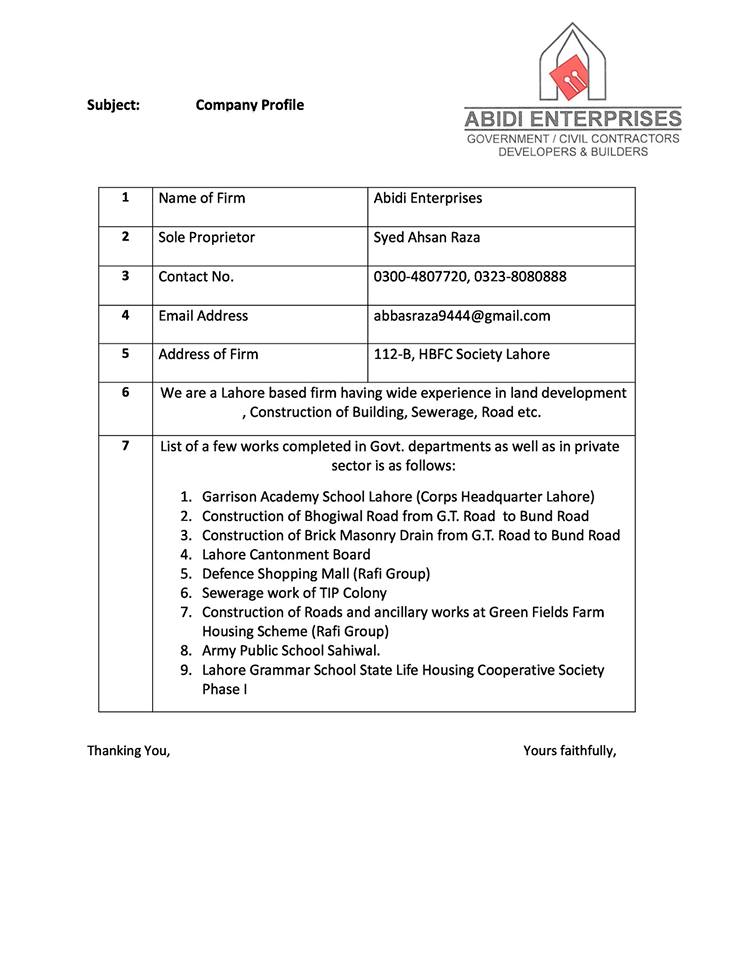 Subject: Company Profile
ABIDI ENTERPRISES
GOVERNMENT / CIVIL CONTRACTORS
DEVELOPERS & BUILDERS
1 Name of Firm Abidi Enterprises
2 Sole Proprietor Syed Ahsan Raza
3 Contact No. 0300-4807720, 0323-8080888
4 Email Address abbasraza9444@gmail.com
5 Address of Firm 112-B, HBFC Society Lahore
6 We are a Lahore based firm having wide experience in land development
, Construction of Building, Sewerage, Road etc.
7 List of a few works completed in Govt. departments as well as in private
sector is as follows:
1. Garrison Academy School Lahore (Corps Headquarter Lahore)
2. Construction of Bhogiwal Road from G.T. Road to Bund Road
3. Construction of Brick Masonry Drain from G.T. Road to Bund Road
4. Lahore Cantonment Board
5. Defence Shopping Mall (Rafi Group)
6. Sewerage work of TIP Colony
7. Construction of Roads and ancillary works at Green Fields Farm
Housing Scheme (Rafi Group)
8. Army Public School Sahiwal.
9. Lahore Grammar School State Life Housing Cooperative Society
Phase I
Thanking You, Yours faithfully,